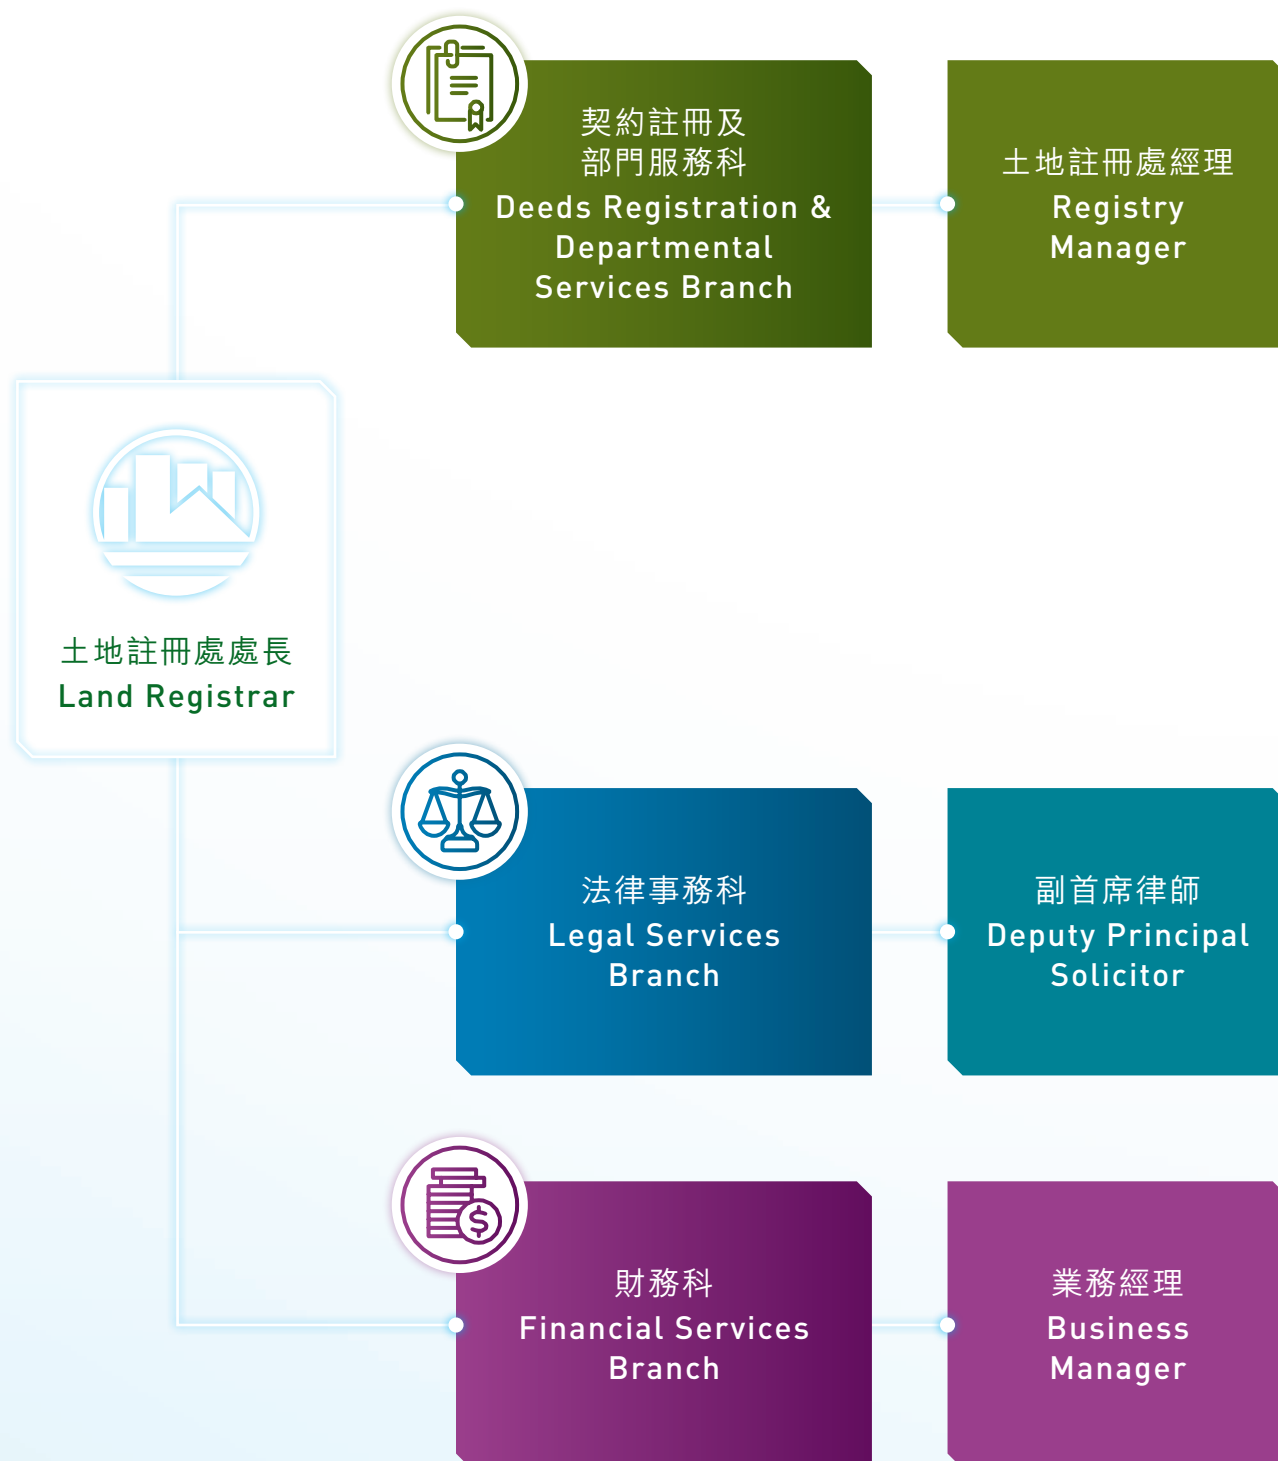 契約註冊及
部門服務科
Deeds Registration &
Departmental
Services Branch
土地註冊處經理
Registry
Manager
土地註冊處處長
Land Registrar
法律事務科
Legal Services
Branch
副首席律師
Deputy Principal
Solicitor
財務科
Financial Services
Branch
業務經理
Business
Manager